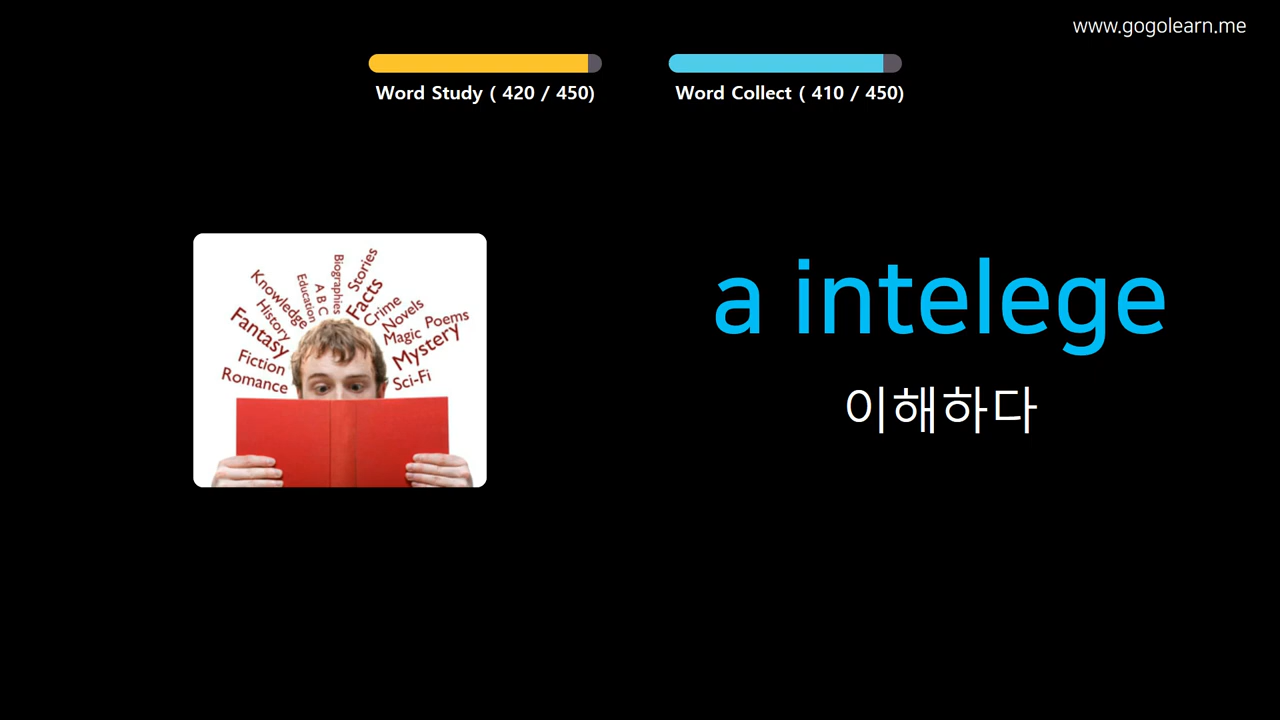 www.gogolearn.me
Word Study ( 420 / 450)
Word Collect ( 410 / 450)
a intelege
이해하다
Biographies
Stories
Education
A B C
Facts
Knowledge
History
Crime
Novels
Fantasy
Magic
Poems
Mystery
Fiction
Romance
Sci-Fi